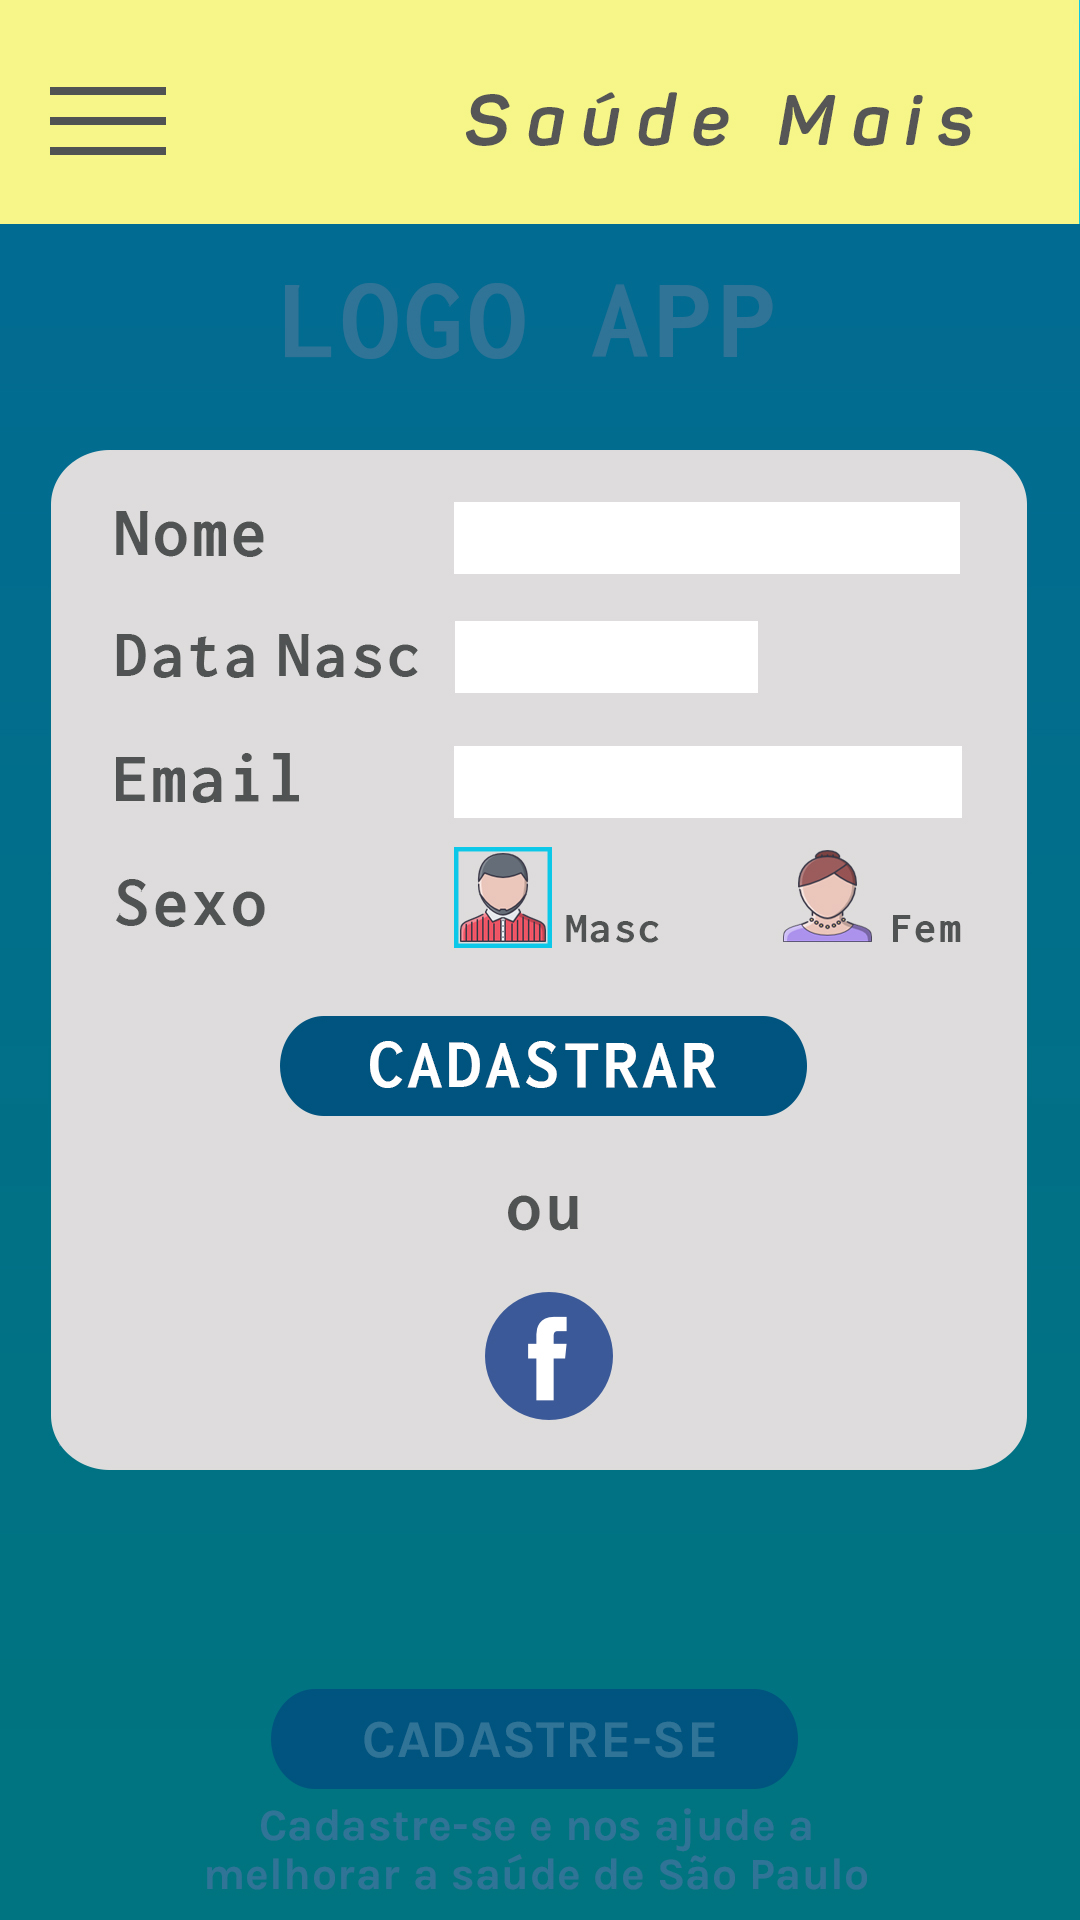 Saúde Mais
LOGO APP
Nome
Data Nasc
Email
Sexo Masc Fem
CADASTRAR
ou
f
CADASTRE-SE
Cadastre-se e nos ajude a
melhorar a saúde de São Paulo